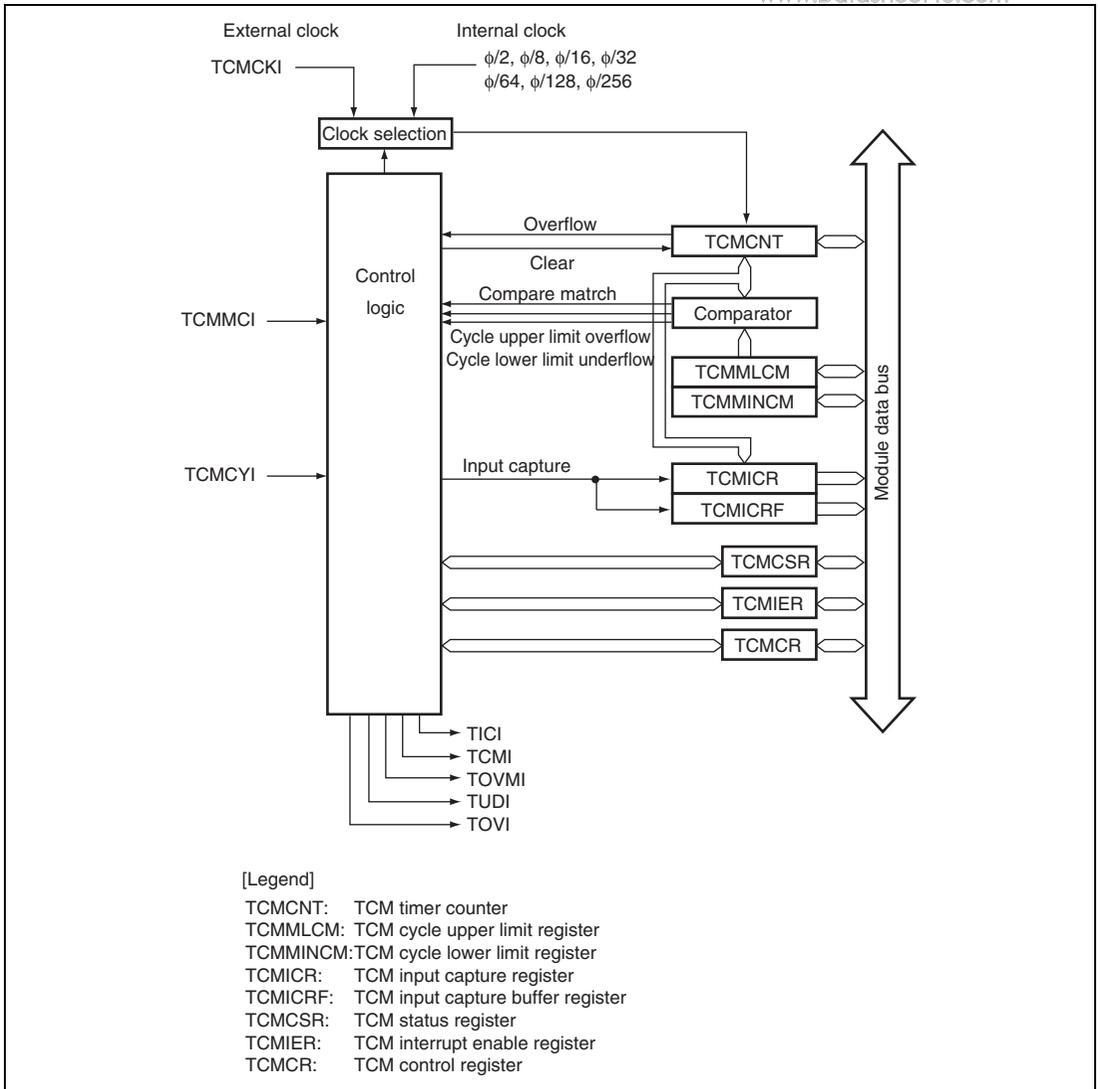 External clock
Internal clock
TCMCKI
ϕ/2, ϕ/8, ϕ/16, ϕ/32
ϕ/64, ϕ/128, ϕ/256
Clock selection
Overflow
TCMCNT
Clear
Control
logic
Compare matrch
Comparator
TCMMCI
Cycle upper limit overflow
Cycle lower limit underflow
TCMMLCM
TCMMINCM
Module data bus
TCMCYI
Input capture
TCMICR
TCMICRF
TCMCSR
TCMIER
TCMCR
TICI
TCMI
TOVMI
TUDI
TOVI
[Legend]
TCMCNT: TCM timer counter
TCMMLCM: TCM cycle upper limit register
TCMMINCM:TCM cycle lower limit register
TCMICR: TCM input capture register
TCMICRF: TCM input capture buffer register
TCMCSR: TCM status register
TCMIER: TCM interrupt enable register
TCMCR: TCM control register